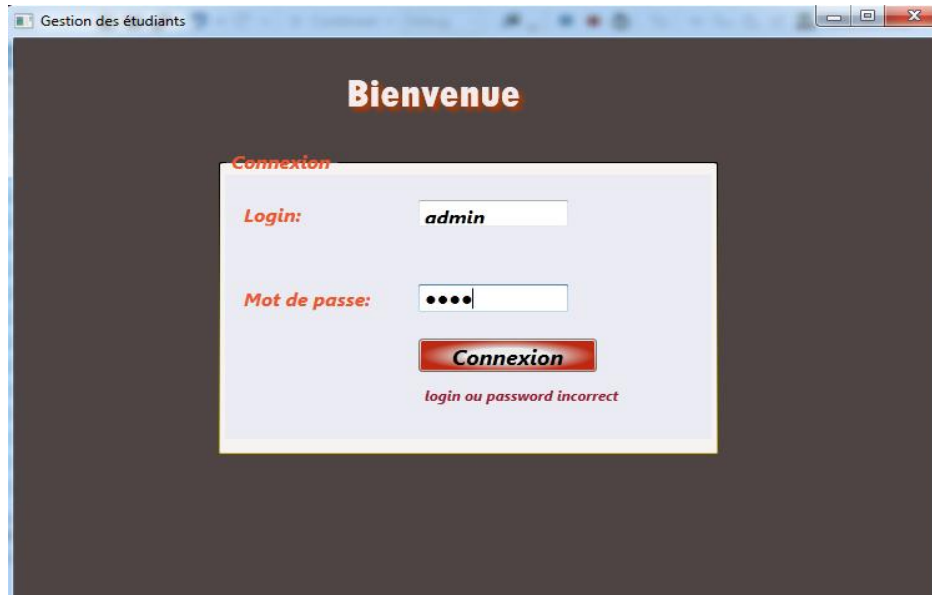 Gestion des étudiants
Bienvenue
Connexion
Login:
admin
Mot de passe:
••••
Connexion
login ou password incorrect